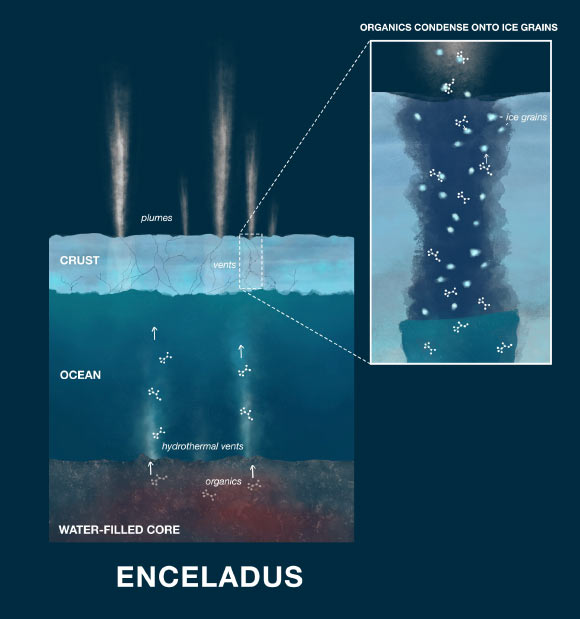 ORGANICS CONDENSE ONTO ICE GRAINS
ice grains
plumes
CRUST
vents
OCEAN
hydrothermal vents
organics
WATER-FILLED CORE
ENCELADUS